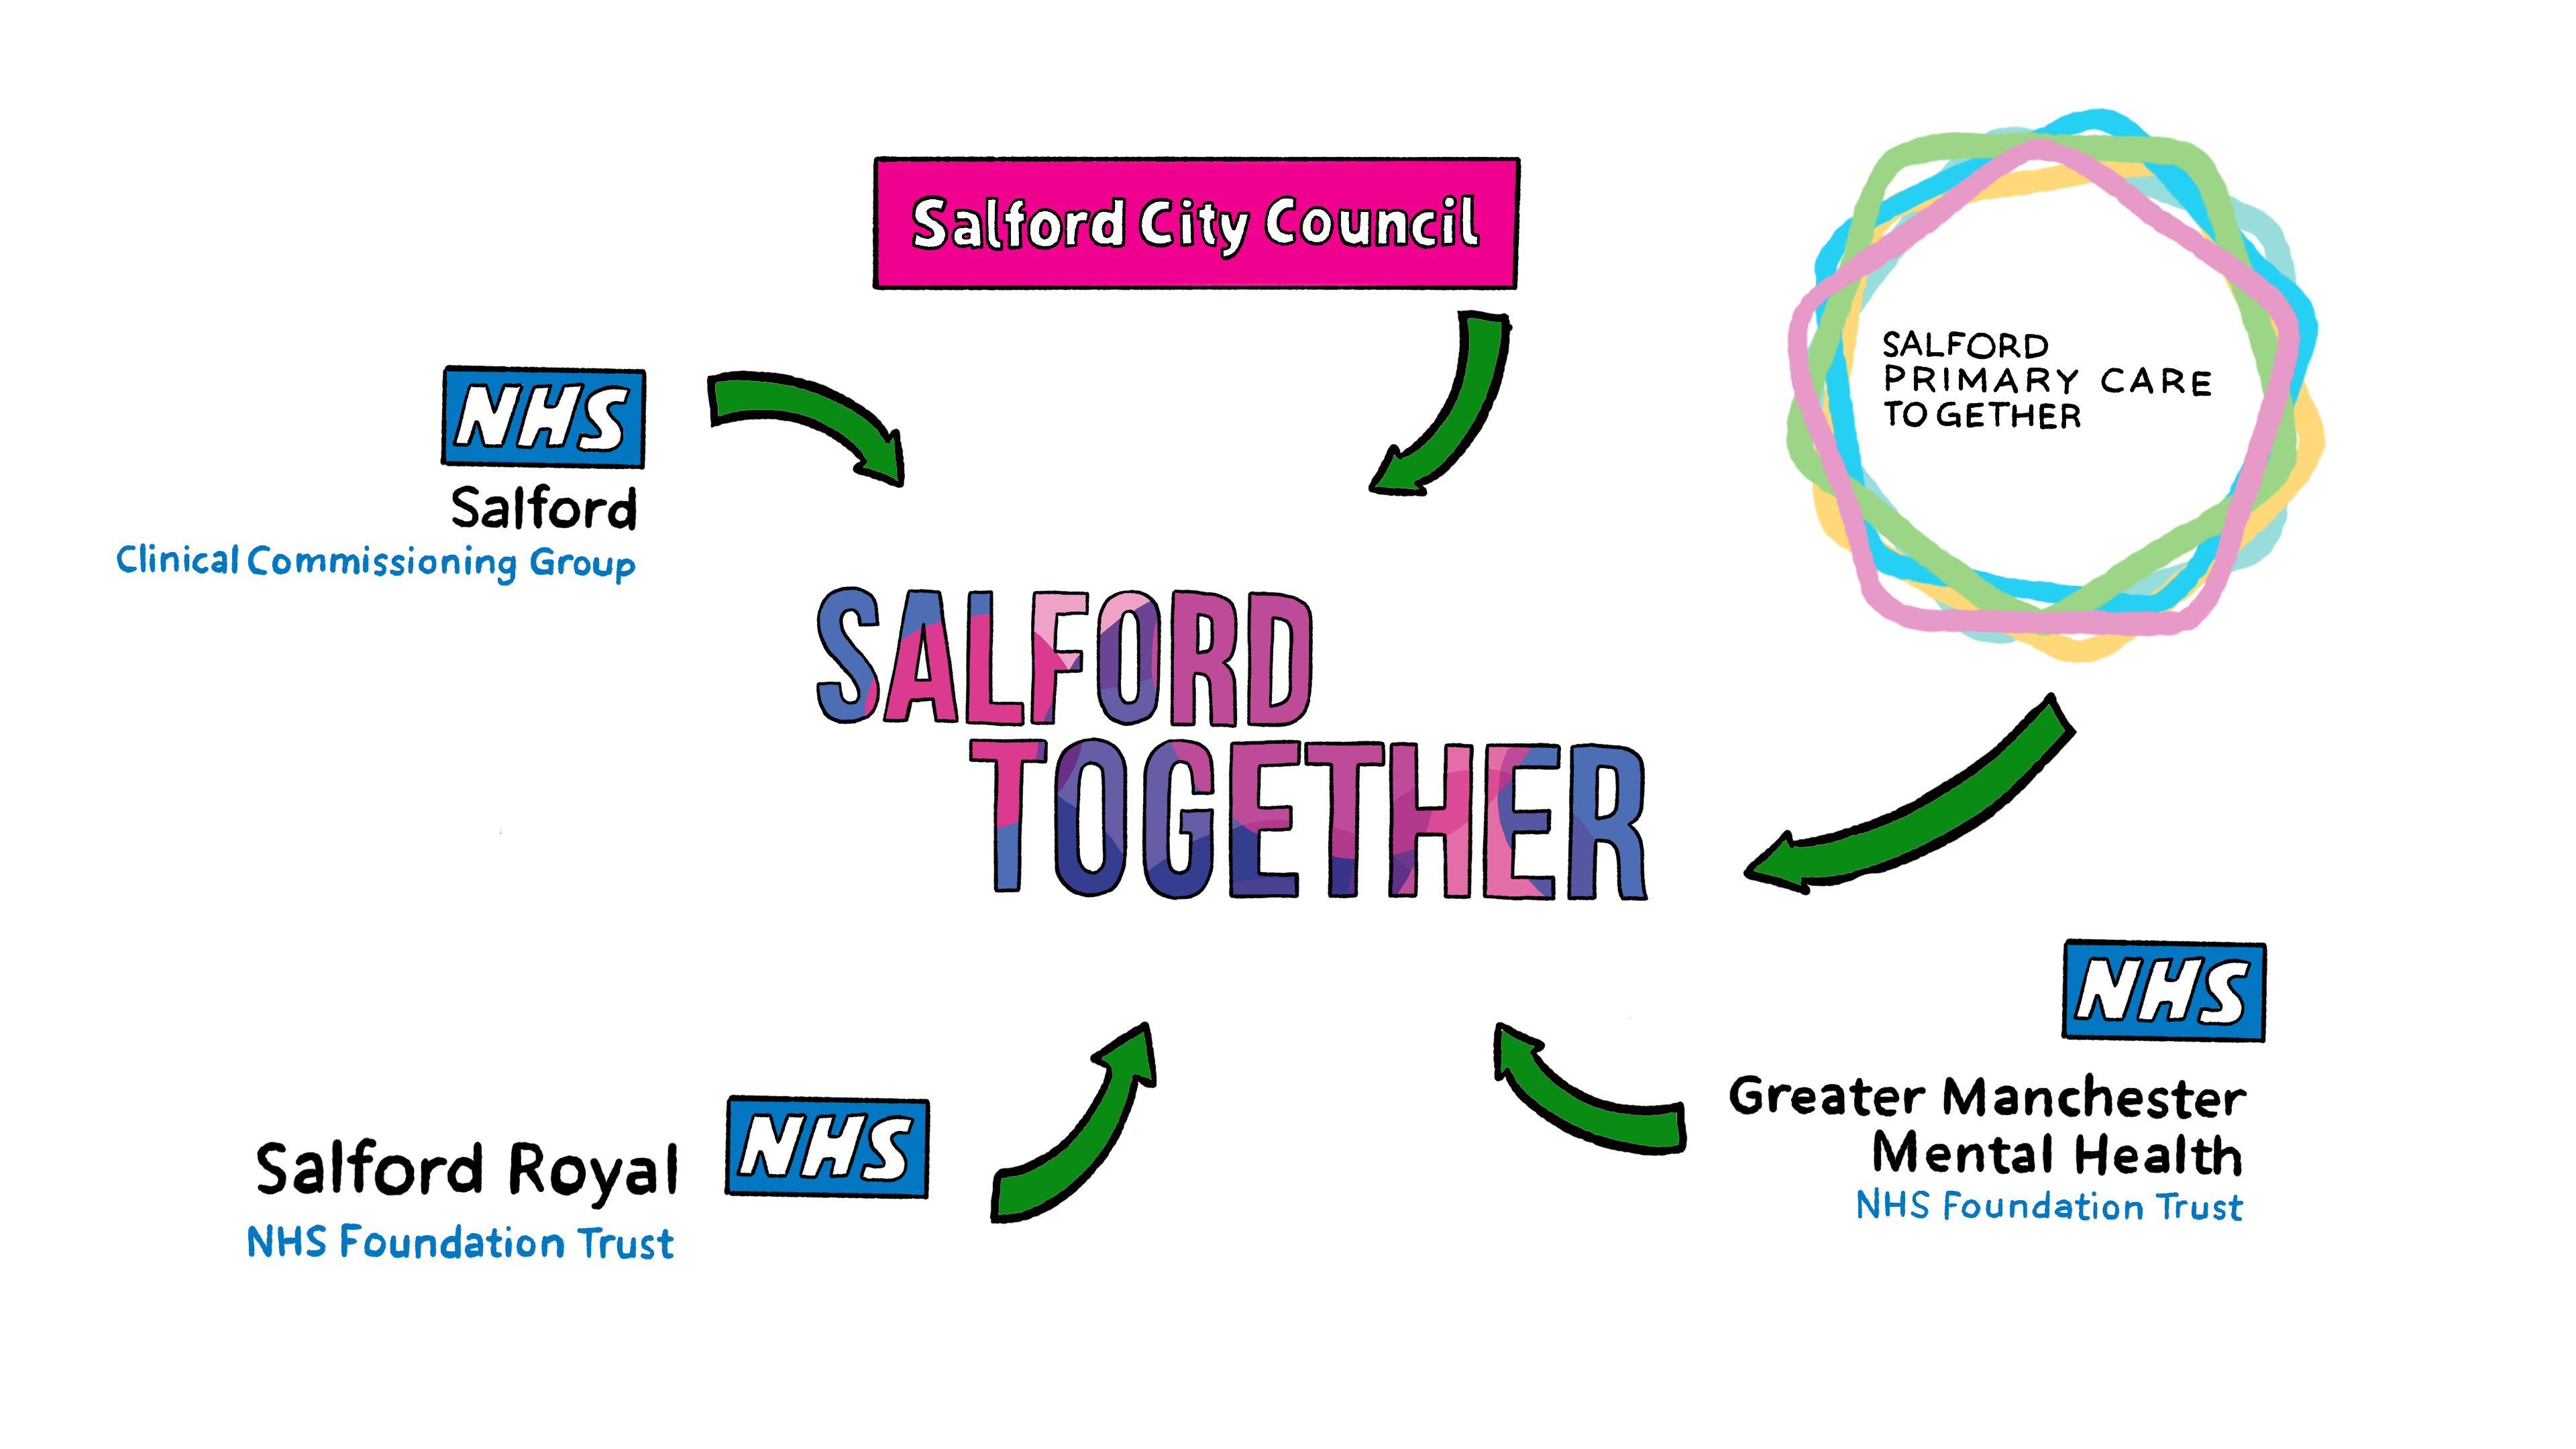 Salford City Council
NHS
Salford
Clinical Commissioning Group
SALFORD
PRIMARY CARE
TOGETHER
SALFORD
TOGETHER
NHS
Salford Royal
NHS Foundation Trust
NHS
Greater Manchester
Mental Health
NHS Foundation Trust